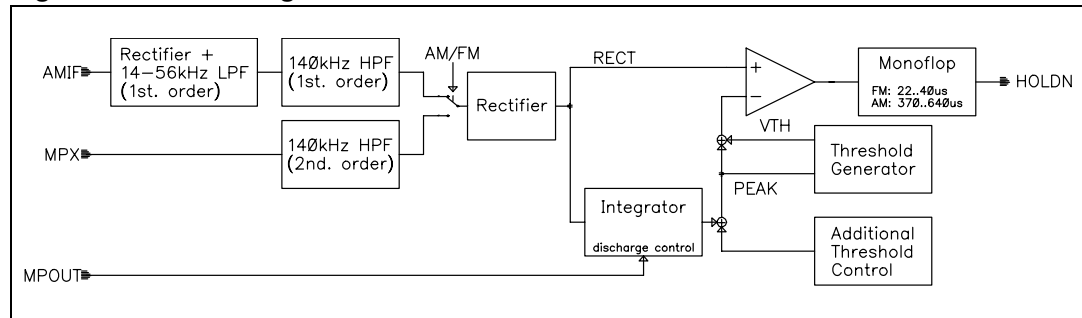 AMIF
Rectifier +
14-56kHz LPF
(1st. order)
140kHz HPF
(1st. order)
AM/FM
Rectifier
RECT
+
−
Monoflop
FM: 22..40us
AM: 370..640us
HOLDN
MPX
140kHz HPF
(2nd. order)
VTH
Threshold
Generator
PEAK
Integrator
discharge control
Additional
Threshold
Control
MPOUT